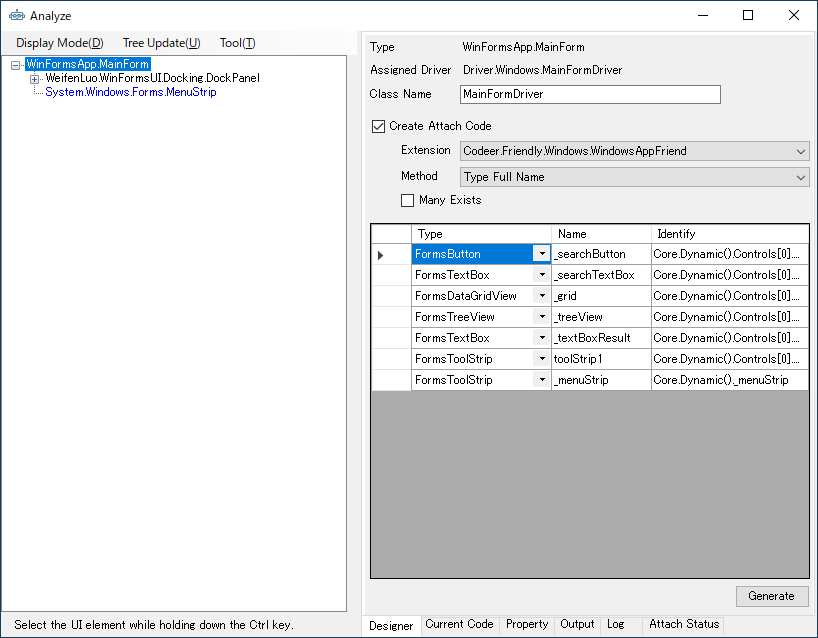 Analyze
Display Mode(D) Tree Update(U) Tool(T)
WinFormsApp.MainForm
WeifenLuo.WinFormsUI.Docking.DockPanel
System.Windows.Forms.MenuStrip
Type WinFormsApp.MainForm
Assigned Driver Driver.Windows.MainFormDriver
Class Name MainFormDriver
Create Attach Code
Extension Codeer.Friendly.Windows.WindowsAppFriend
Method Type Full Name
Many Exists
Type Name Identify
FormsButton _searchButton Core.Dynamic().Controls[0]....
FormsTextBox _searchTextBox Core.Dynamic().Controls[0]....
FormsDataGridView _grid Core.Dynamic().Controls[0]....
FormsTreeView _treeView Core.Dynamic().Controls[0]....
FormsTextBox _textBoxResult Core.Dynamic().Controls[0]....
FormsToolStrip toolStrip1 Core.Dynamic().Controls[0]....
FormsToolStrip _menuStrip Core.Dynamic()._menuStrip
Generate
Select the UI element while holding down the Ctrl key.
Designer Current Code Property Output Log Attach Status